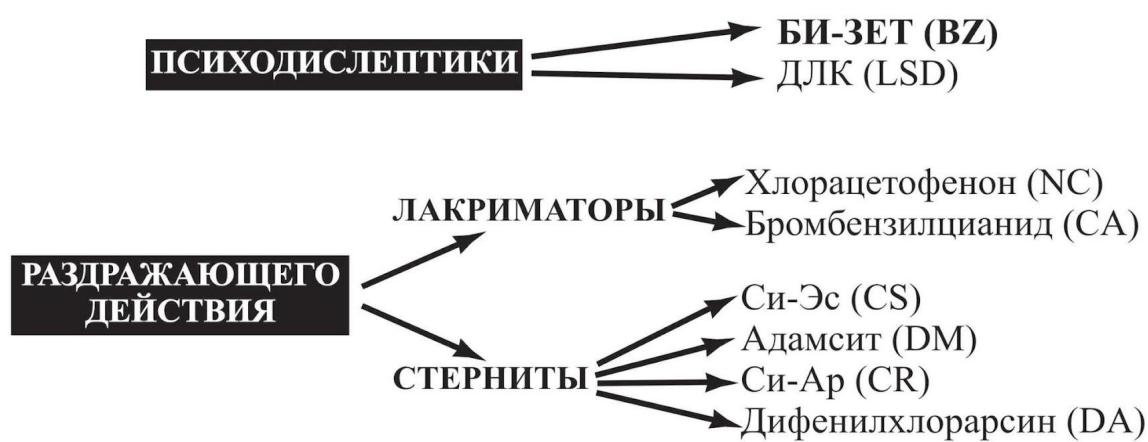 ПСИХОДИСЛЕПТИКИ
БИ-ЗЕТ (BZ)
ДЛК (LSD)
РАЗДРАЖАЮЩЕГО
ДЕЙСТВИЯ
ЛАКРИМАТОРЫ
Хлорацетофенон (NC)
Бромбензилцианид (CA)
СТЕРНИТЫ
Си-Эс (CS)
Адамсит (DM)
Си-Ар (CR)
Дифенилхлорарсин (DA)